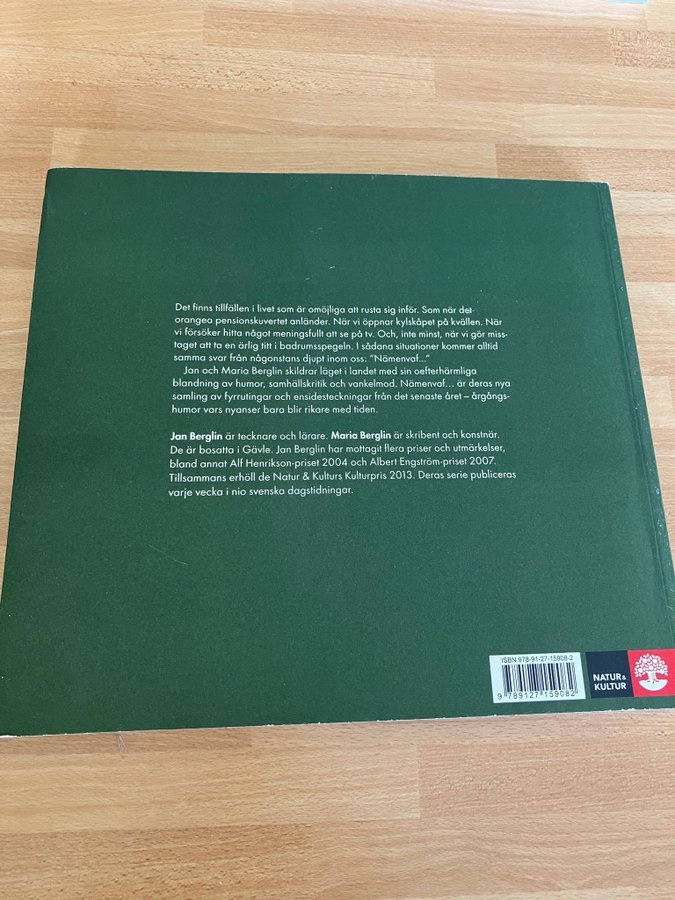 Det finns tillfällen i livet som är omöjliga att rusta sig inför. Som när det
orangea pensionskuvertet anländer. När vi öppnar kylskåpet på kvällen. När
vi försöker hitta något meningsfullt att se på tv. Och, inte minst, när vi gör miss-
taget att ta en ärlig titt i badrumsspegeln. I sådana situationer kommer alltid
samma svar från någonstans djupt inom oss: ”Nämenvaf...”
Jan och Maria Berglin skildrar läget i landet med sin oefterhärmliga
blandning av humor, samhällskritik och vankelmod. Nämenvaf... är deras nya
samling av fyrrutingar och ensidesteckningar från det senaste året – årgångs-
humor vars nyanser bara blir rikare med tiden.
Jan Berglin är tecknare och lärare. Maria Berglin är skribent och konstnär.
De är bosatta i Gävle. Jan Berglin har mottagit flera priser och utmärkelser,
bland annat Alf Henrikson-priset 2004 och Albert Engström-priset 2007.
Tillsammans erhöll de Natur & Kulturs Kulturpris 2013. Deras serie publiceras
varje vecka i nio svenska dagstidningar.
ISBN 978-91-27-15908-2
9 789127 159082
NATUR &
KULTUR